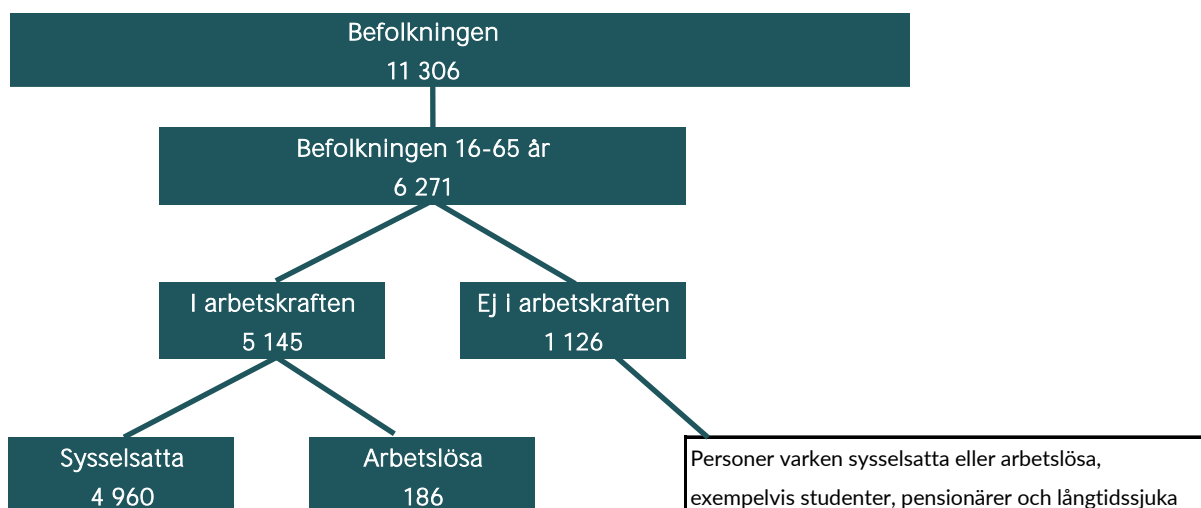 Befolkningen
11 306
Befolkningen 16-65 år
6 271
I arbetskraften
5 145
Ej i arbetskraften
1 126
Sysselsatta
4 960
Arbetslösa
186
Personer varken sysselsatta eller arbetslösa,
exempelvis studenter, pensionärer och långtidssjuka